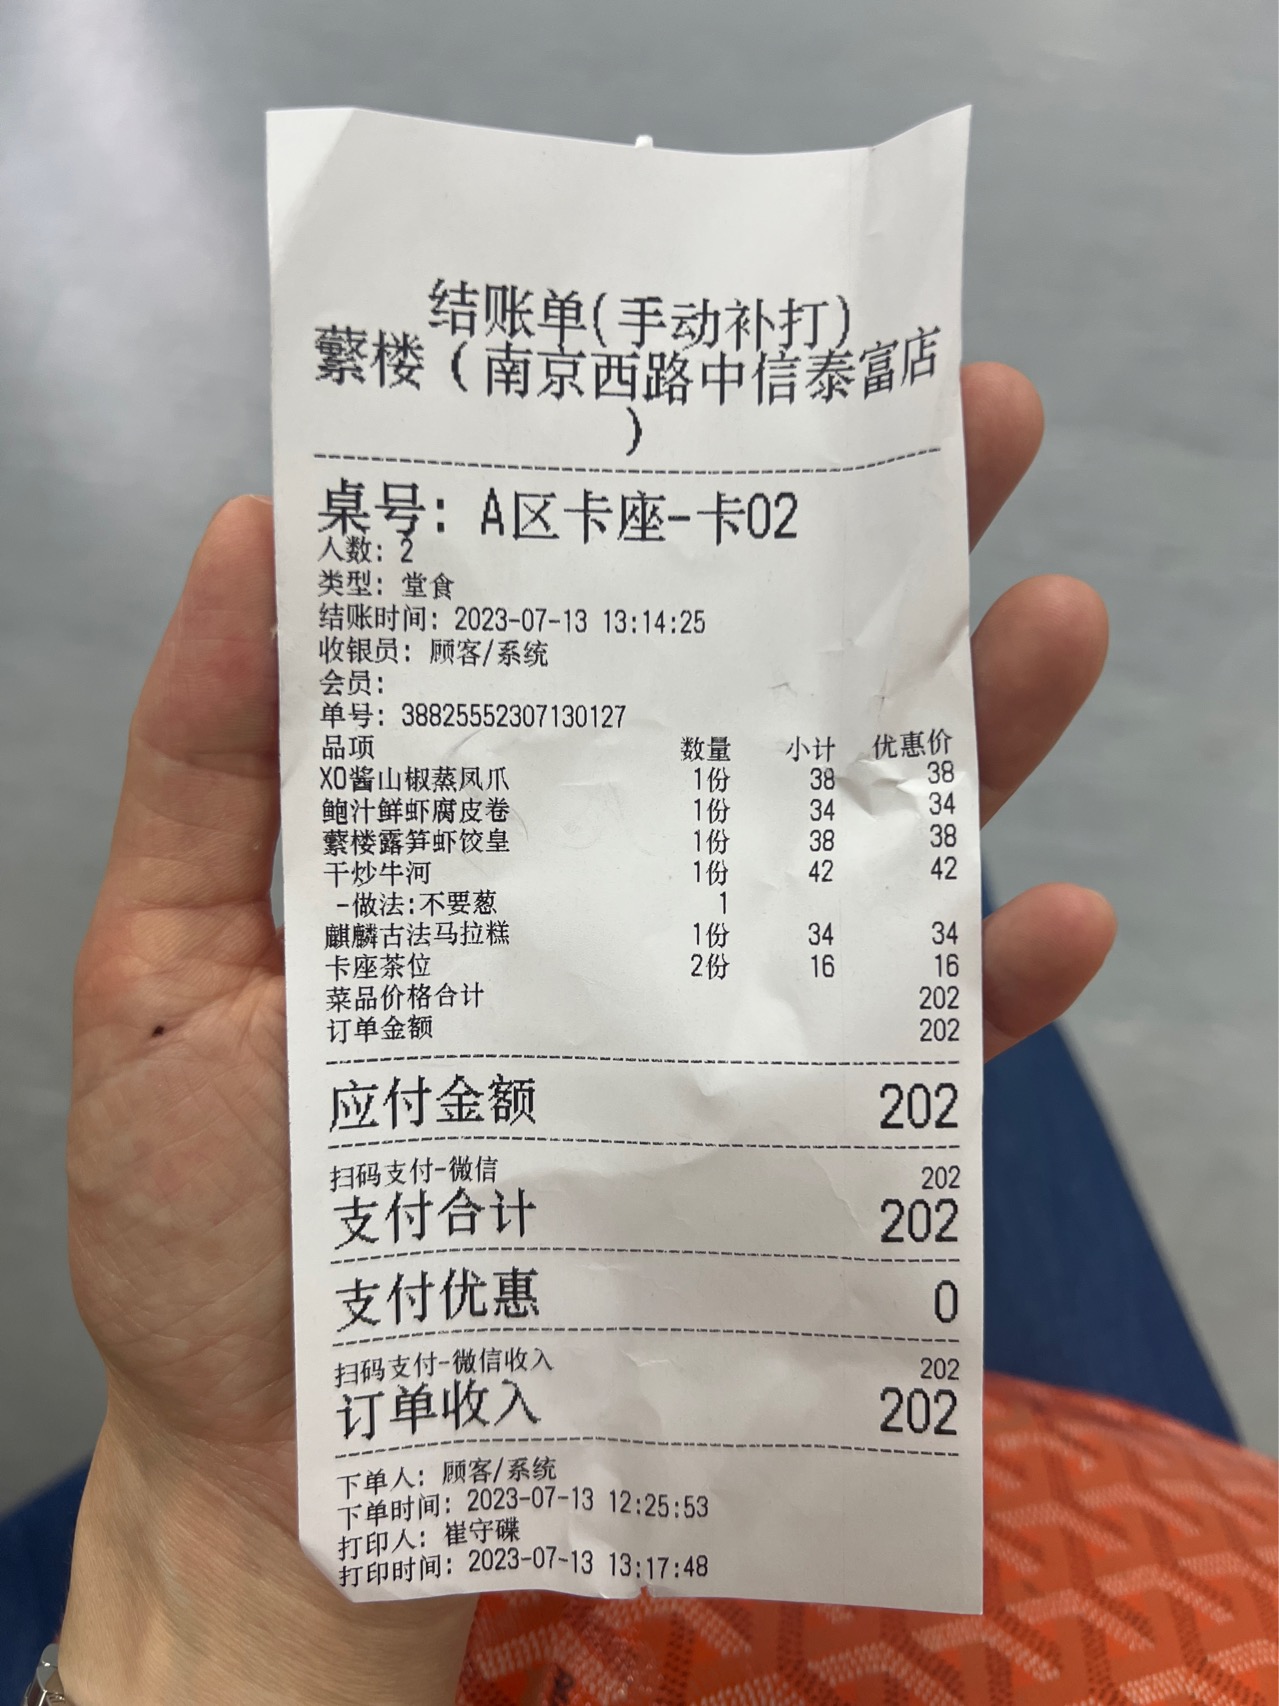 结账单(手动补打)
蘩楼(南京西路中信泰富店
)
桌号: A区卡座-卡02
人数: 2
类型: 堂食
结账时间: 2023-07-13 13:14:25
收银员: 顾客/系统
会员:
单号: 38825552307130127
品项 数量 小计 优惠价
XO酱山椒蒸凤爪 1份 38 38
鲍汁鲜虾腐皮卷 1份 34 34
蘩楼露笋虾饺皇 1份 38 38
干炒牛河 1份 42 42
-做法:不要葱 1
麒麟古法马拉糕 1份 34 34
卡座茶位 2份 16 16
菜品价格合计 202
订单金额 202
应付金额 202
扫码支付-微信 202
支付合计 202
支付优惠 0
扫码支付-微信收入 202
订单收入 202
下单人: 顾客/系统
下单时间: 2023-07-13 12:25:53
打印人: 崔守碟
打印时间: 2023-07-13 13:17:48